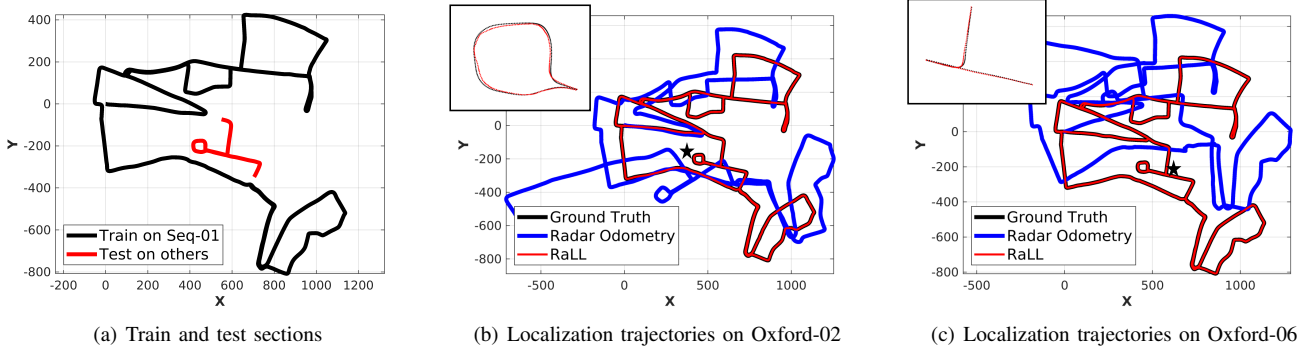 400
200
0
-200
-400
-600
-800
0 200 400 600 800 1000 1200
Y
X
Train on Seq-01
Test on others
(a) Train and test sections
0
-200
-400
-600
-800
-500 0 500 1000
Y
X
Ground Truth
Radar Odometry
RaLL
(b) Localization trajectories on Oxford-02
0
-200
-400
-600
-800
-500 0 500 1000
Y
X
Ground Truth
Radar Odometry
RaLL
(c) Localization trajectories on Oxford-06